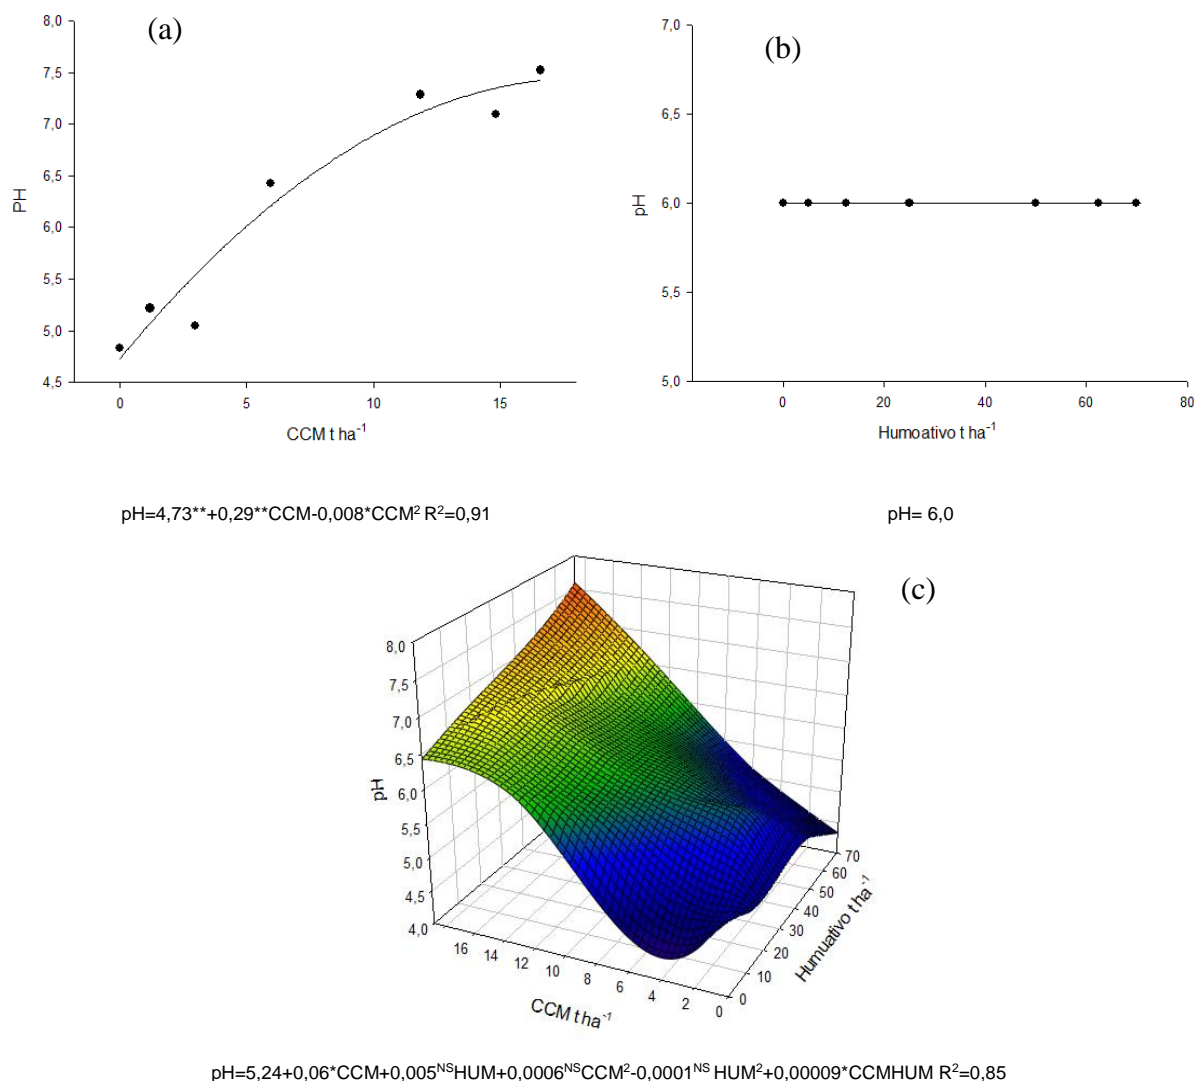 (a)
8,0
7,5
7,0
6,5
6,0
5,5
5,0
4,5
PH
0 5 10 15
CCM t ha⁻¹
(b)
7,0
6,5
6,0
5,5
5,0
pH
0 20 40 60 80
Humoativo t ha⁻¹
pH=4,73**+0,29**CCM-0,008*CCM² R²=0,91
pH= 6,0
(c)
8,0
7,5
7,0
6,5
6,0
5,5
5,0
4,5
4,0
pH
16 14 12 10 8 6 4 2 0
CCM t ha⁻¹
70
60
50
40
30
20
10
0
Humuativo t ha⁻¹
pH=5,24+0,06*CCM+0,005ᴺˢHUM+0,0006ᴺˢCCM²-0,0001ᴺˢ HUM²+0,00009*CCMHUM R²=0,85